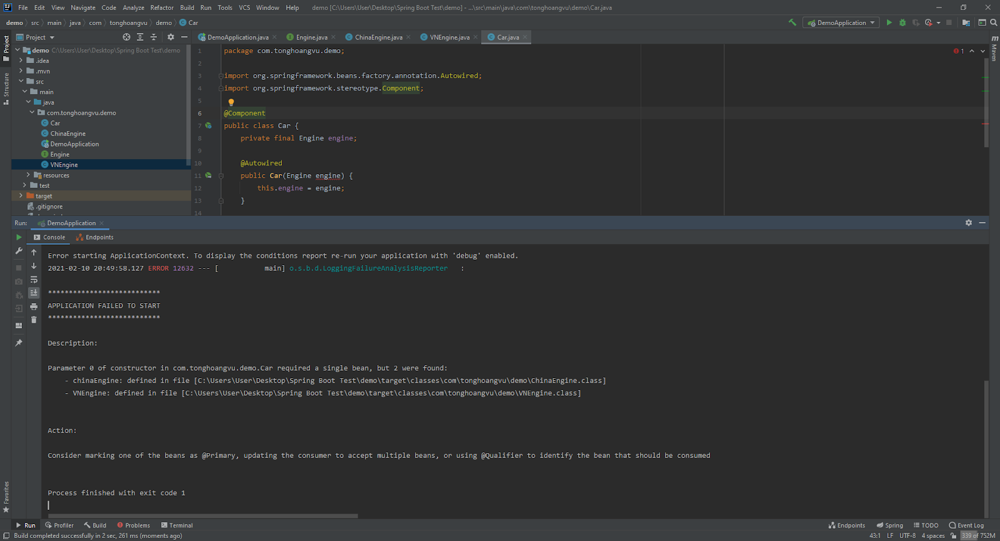 File Edit View Navigate Code Analyze Refactor Build Run Tools VCS Window Help demo [C:\Users\User\Desktop\Spring Boot Test\demo] - ...\src\main\java\com\tonghoangvu\demo\Car.java
demo src main java com tonghoangvu demo Car
DemoApplication
Project
DemoApplication.java Engine.java ChinaEngine.java VNEngine.java Car.java
Project
Structure
Favorites
Maven
demo C:\Users\User\Desktop\Spring Boot Test\demo
.idea
.mvn
src
main
java
com.tonghoangvu.demo
Car
ChinaEngine
DemoApplication
Engine
VNEngine
resources
test
target
.gitignore
1 package com.tonghoangvu.demo;
2
3 import org.springframework.beans.factory.annotation.Autowired;
4 import org.springframework.stereotype.Component;
5
6 @Component
7 public class Car {
8 private final Engine engine;
9
10 @Autowired
11 public Car(Engine engine) {
12 this.engine = engine;
13 }
14
1
Run: DemoApplication
Console Endpoints
Error starting ApplicationContext. To display the conditions report re-run your application with 'debug' enabled.
2021-02-10 20:49:58.127 ERROR 12632 --- [ main] o.s.b.d.LoggingFailureAnalysisReporter :
***************************
APPLICATION FAILED TO START
***************************
Description:
Parameter 0 of constructor in com.tonghoangvu.demo.Car required a single bean, but 2 were found:
- chinaEngine: defined in file [C:\Users\User\Desktop\Spring Boot Test\demo\target\classes\com\tonghoangvu\demo\ChinaEngine.class]
- VNEngine: defined in file [C:\Users\User\Desktop\Spring Boot Test\demo\target\classes\com\tonghoangvu\demo\VNEngine.class]
Action:
Consider marking one of the beans as @Primary, updating the consumer to accept multiple beans, or using @Qualifier to identify the bean that should be consumed
Process finished with exit code 1
Run Profiler Build Problems Terminal Endpoints Spring TODO Event Log
Build completed successfully in 2 sec, 261 ms (moments ago) 43:1 LF UTF-8 4 spaces 339 of 752M